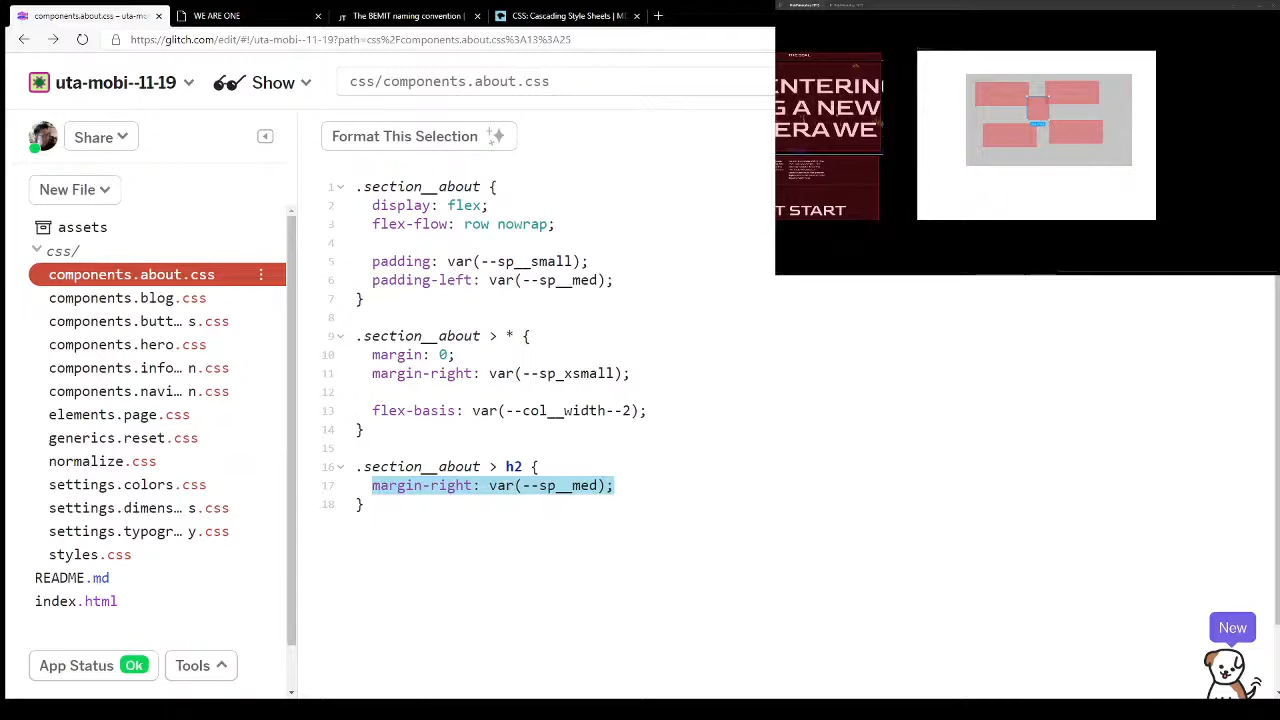 components.about.css - uta-mo
WE ARE ONE
The BEMIT naming convention
CSS: Cascading Style Sheets | MD
https://glitch.com/edit/#!/uta-mobi--11-19?path=css%2Fcomponents.about.css%3A13%3A25
uta-mobi--11-19
Show
css/components.about.css
Share
Format This Selection
New File
assets
css/
components.about.css
components.blog.css
components.butt… s.css
components.hero.css
components.info… n.css
components.navi… n.css
elements.page.css
generics.reset.css
normalize.css
settings.colors.css
settings.dimens… s.css
settings.typogr… y.css
styles.css
README.md
index.html
App Status Ok
Tools
1 .section__about {
2 display: flex;
3 flex-flow: row nowrap;
4
5 padding: var(--sp__small);
6 padding-left: var(--sp__med);
7 }
8
9 .section__about > * {
10 margin: 0;
11 margin-right: var(--sp_xsmall);
12
13 flex-basis: var(--col__width--2);
14 }
15
16 .section__about > h2 {
17 margin-right: var(--sp__med);
18 }
THE GOAL
ENTERIN
G A NEW
ERA WE
T START
New